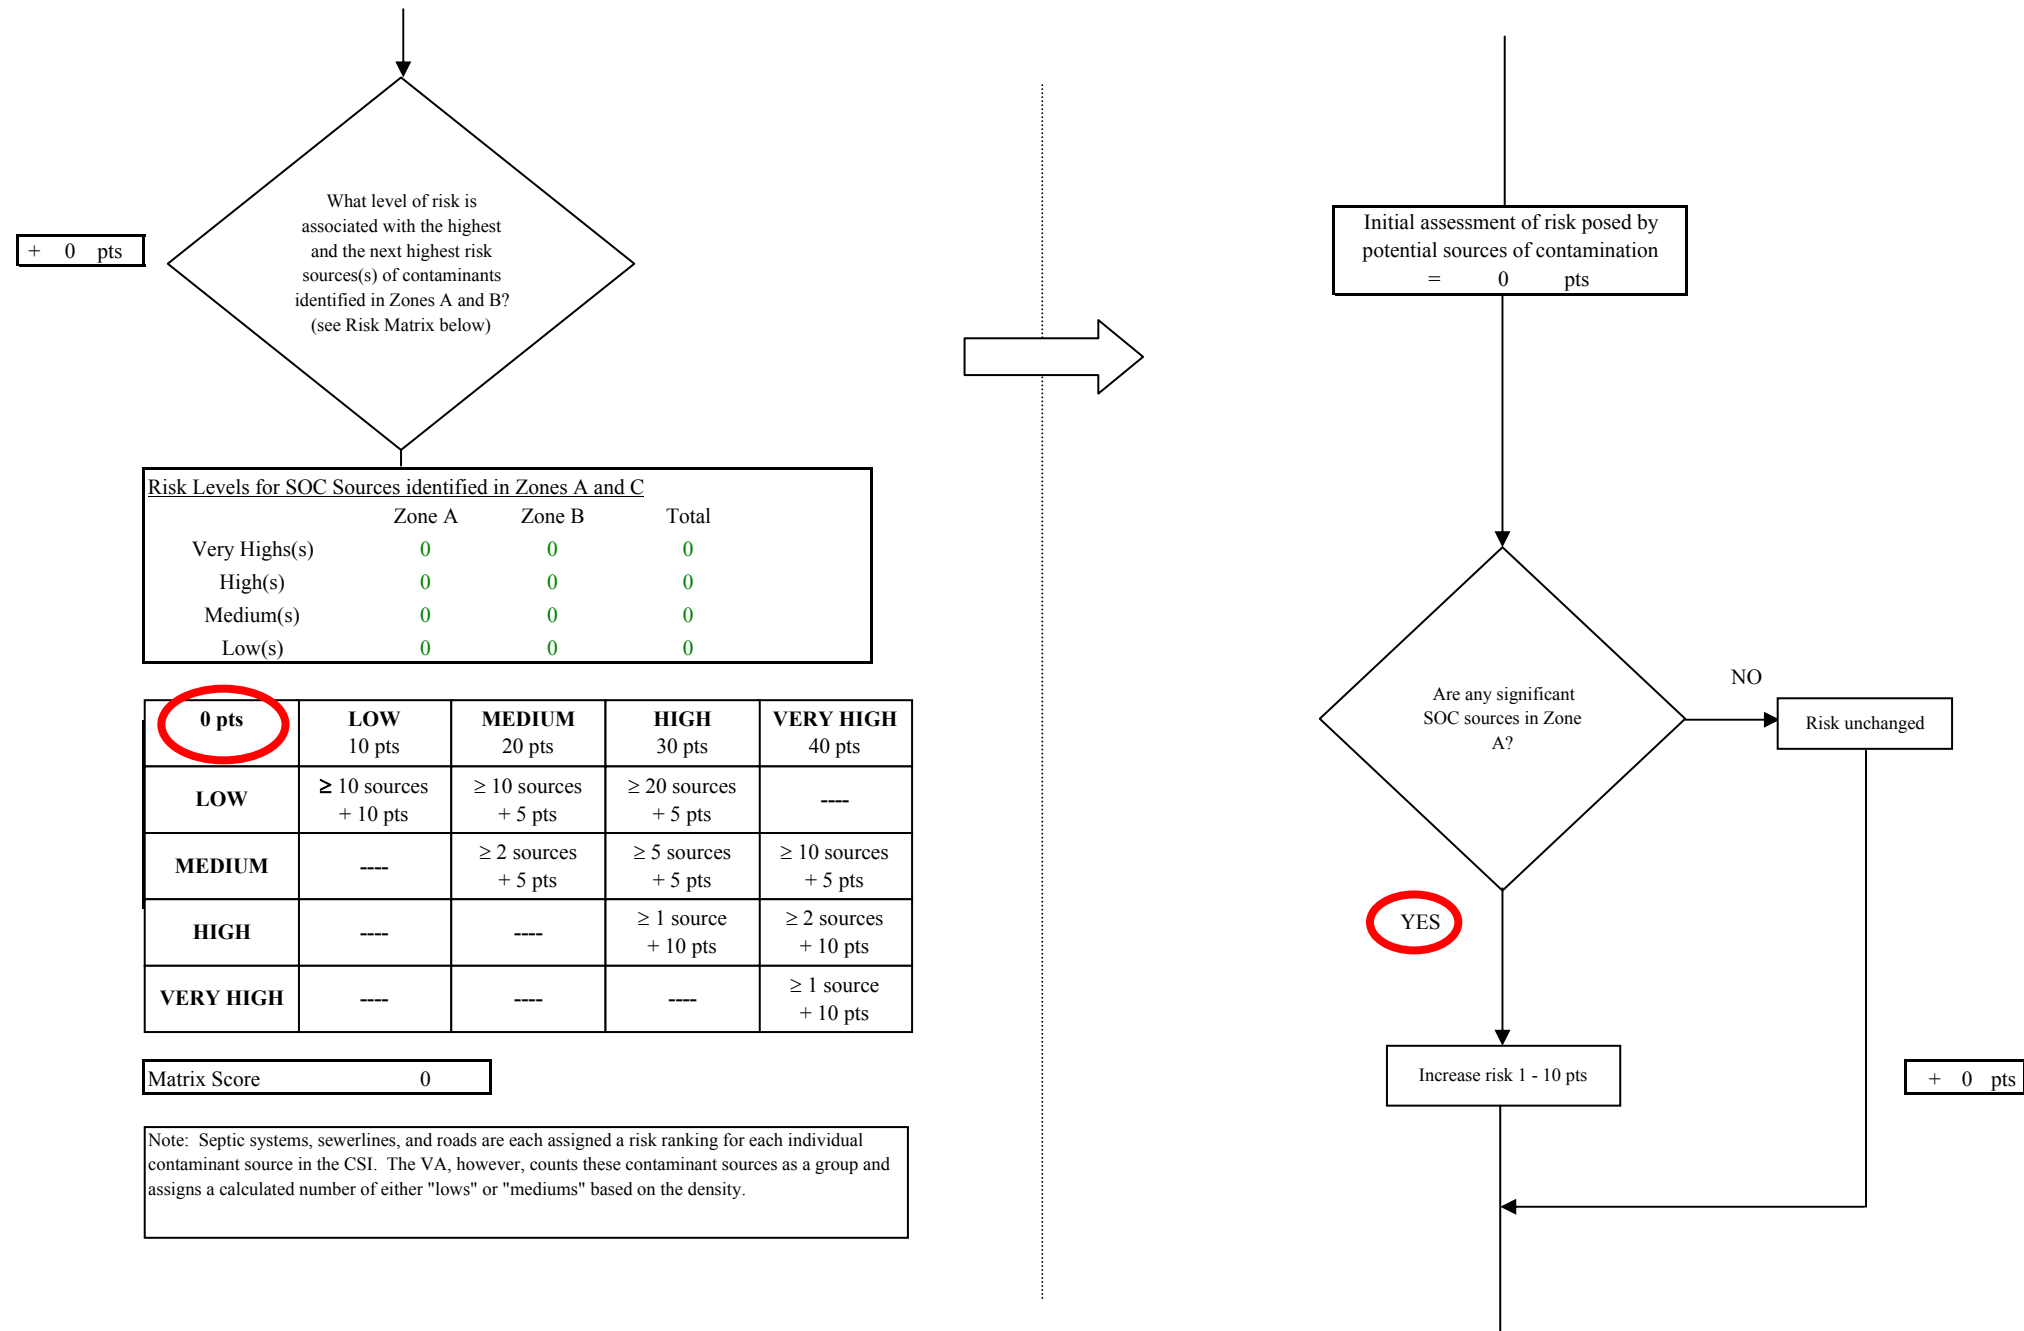 What level of risk is
associated with the highest
and the next highest risk
sources(s) of contaminants
identified in Zones A and B?
(see Risk Matrix below)
+ 0 pts
Risk Levels for SOC Sources identified in Zones A and C
Zone A Zone B Total
Very Highs(s) 0 0 0
High(s) 0 0 0
Medium(s) 0 0 0
Low(s) 0 0 0
0 pts LOW MEDIUM HIGH VERY HIGH
10 pts 20 pts 30 pts 40 pts
LOW ≥ 10 sources ≥ 10 sources ≥ 20 sources ----
+ 10 pts + 5 pts + 5 pts
MEDIUM ---- ≥ 2 sources ≥ 5 sources ≥ 10 sources
+ 5 pts + 5 pts + 5 pts
HIGH ---- ---- ≥ 1 source ≥ 2 sources
+ 10 pts + 10 pts
VERY HIGH ---- ---- ---- ≥ 1 source
+ 10 pts
Matrix Score 0
Note: Septic systems, sewerlines, and roads are each assigned a risk ranking for each individual
contaminant source in the CSI. The VA, however, counts these contaminant sources as a group and
assigns a calculated number of either "lows" or "mediums" based on the density.
Initial assessment of risk posed by
potential sources of contamination
= 0 pts
Are any significant
SOC sources in Zone
A?
NO
Risk unchanged
YES
Increase risk 1 - 10 pts
+ 0 pts